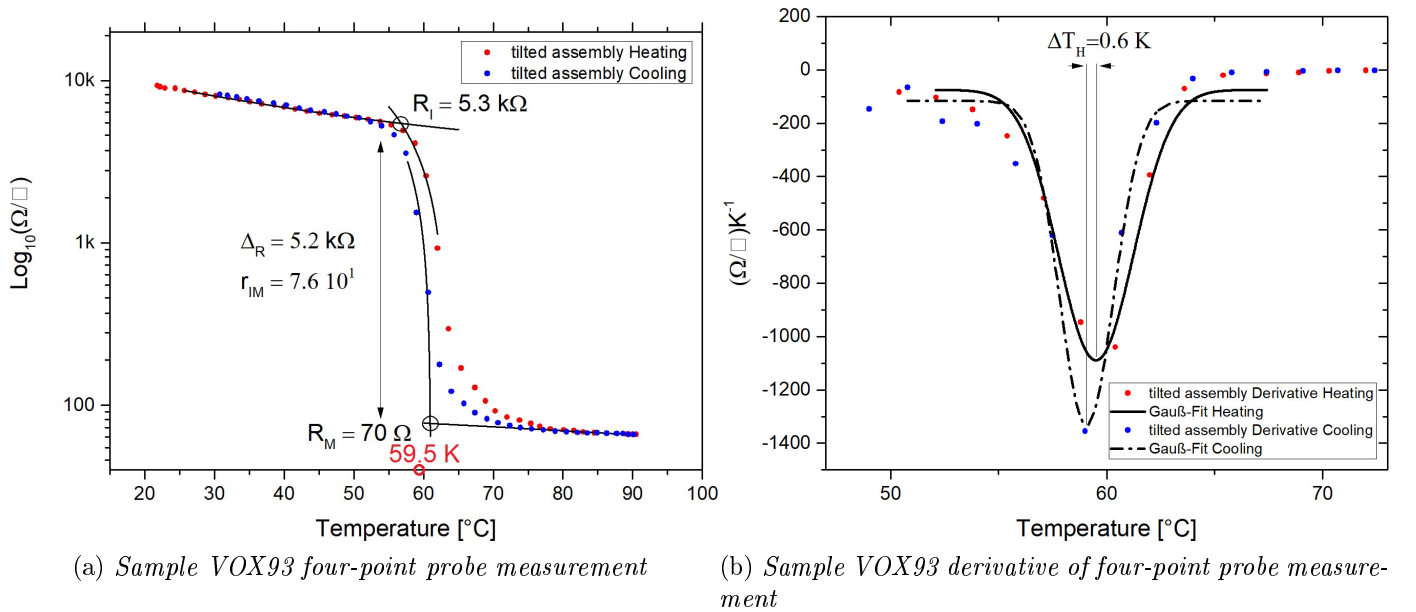 tilted assembly Heating
tilted assembly Cooling
10k
1k
100
Log₁₀(Ω/□)
R_I = 5.3 kΩ
Δ_R = 5.2 kΩ
r_IM = 7.6 10¹
R_M = 70 Ω
59.5 K
20 30 40 50 60 70 80 90 100
Temperature [°C]
(a) Sample VOX93 four-point probe measurement
200
0
-200
-400
-600
-800
-1000
-1200
-1400
(Ω/□)K⁻¹
ΔT_H=0.6 K
tilted assembly Derivative Heating
Gauß-Fit Heating
tilted assembly Derivative Cooling
Gauß-Fit Cooling
50 60 70
Temperature [°C]
(b) Sample VOX93 derivative of four-point probe measure-
ment